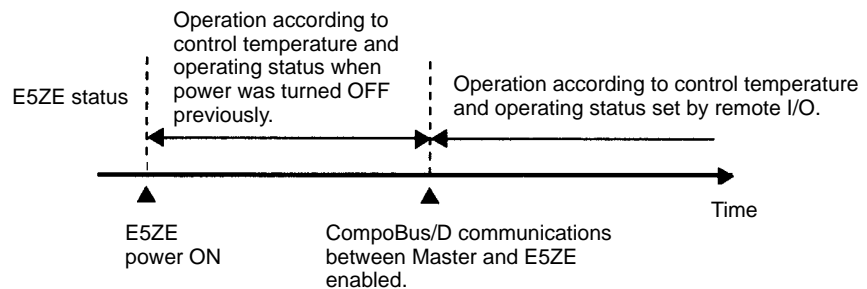 Operation according to
control temperature and
operating status when
power was turned OFF
previously.
E5ZE status
Operation according to control temperature
and operating status set by remote I/O.
Time
E5ZE
power ON
CompoBus/D communications
between Master and E5ZE
enabled.